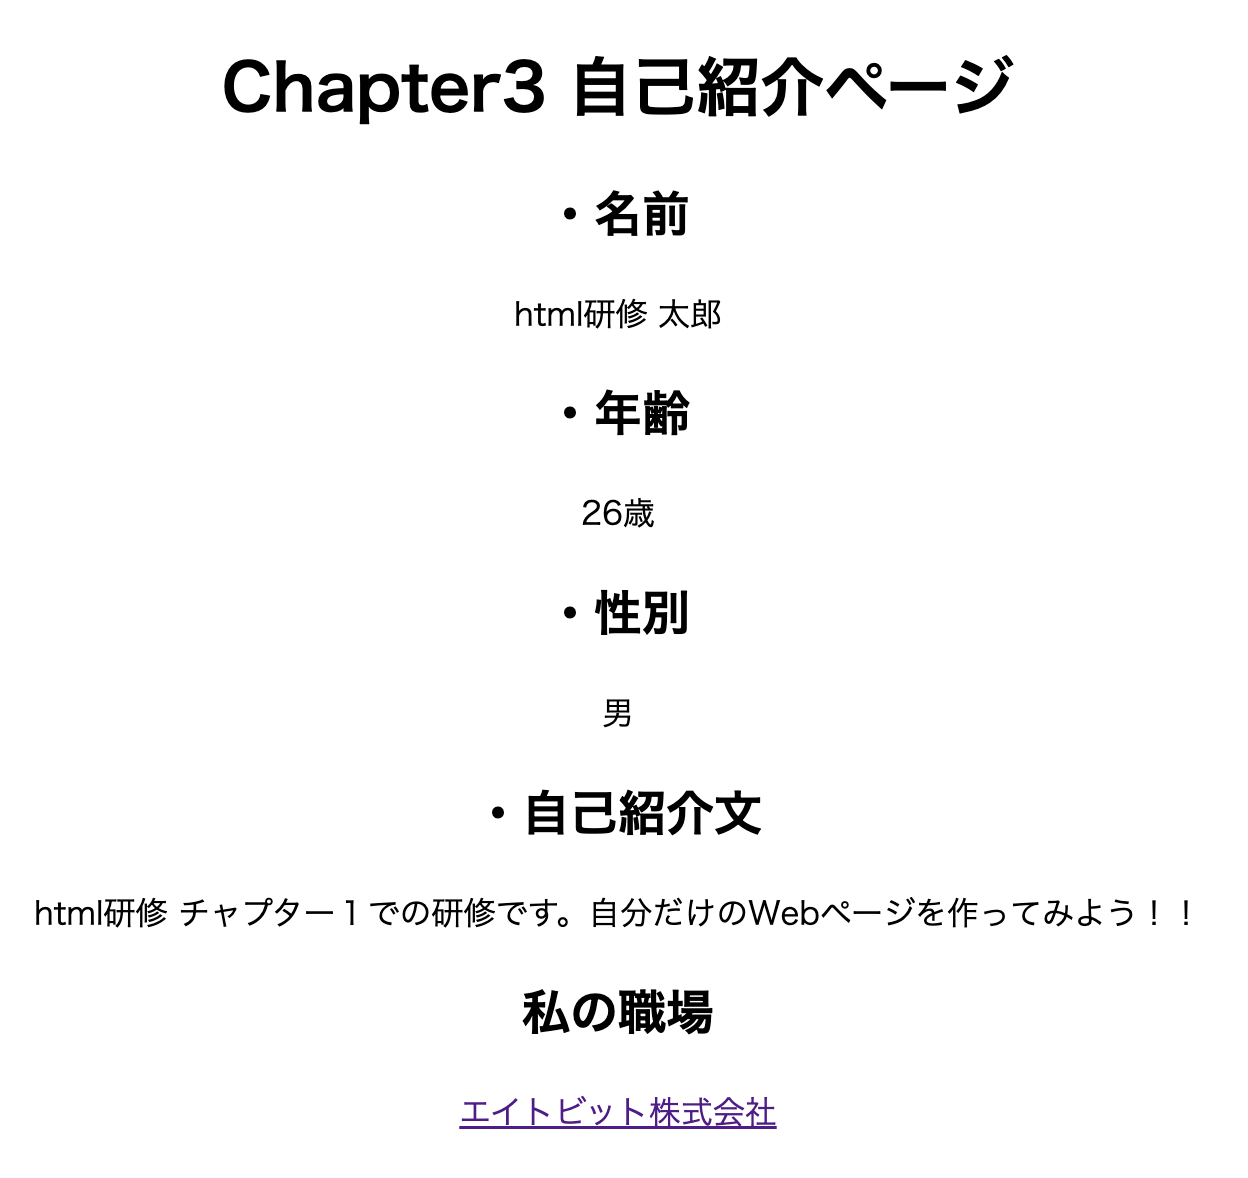 Chapter3 自己紹介ページ
・名前
html研修 太郎
・年齢
26歳
・性別
男
・自己紹介文
html研修 チャプター１での研修です。自分だけのWebページを作ってみよう！！
私の職場
エイトビット株式会社